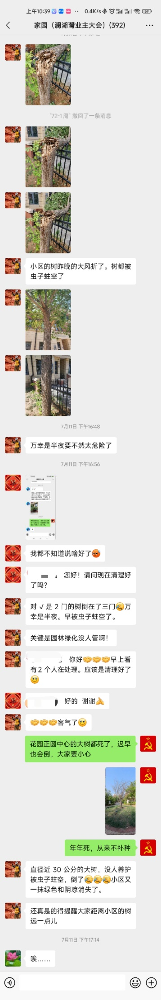 上午10:39
0.4K/s
69
家园（澜湖灣业主大会）(392)
"72-1周" 撤回了一条消息
小区的树昨晚的大风折了。树都被
虫子蛀空了
7月11日 下午16:48
万幸是半夜要不然太危险了
7月11日 下午16:56
我都不知道说啥好了
您好！请问现在清理好
了吗？
对 √ 是 2 门的树倒在了三门万
幸是半夜。早被虫子蛀空了。
关键是园林绿化没人管啊！
你好早上看
有2 个人在处理。应该是清理好了
好的 谢谢
客气了
花园正圆中心的大树都死了，迟早
也会倒，大家要小心
年年死，从来不补种
直径近 30 公分的大树，没人养护
被虫子蛀空，倒了小区又
一抹绿色和阴凉消失了。
还真是的得提醒大家距离小区的树
远一点儿
7月11日 下午17:14
唉……